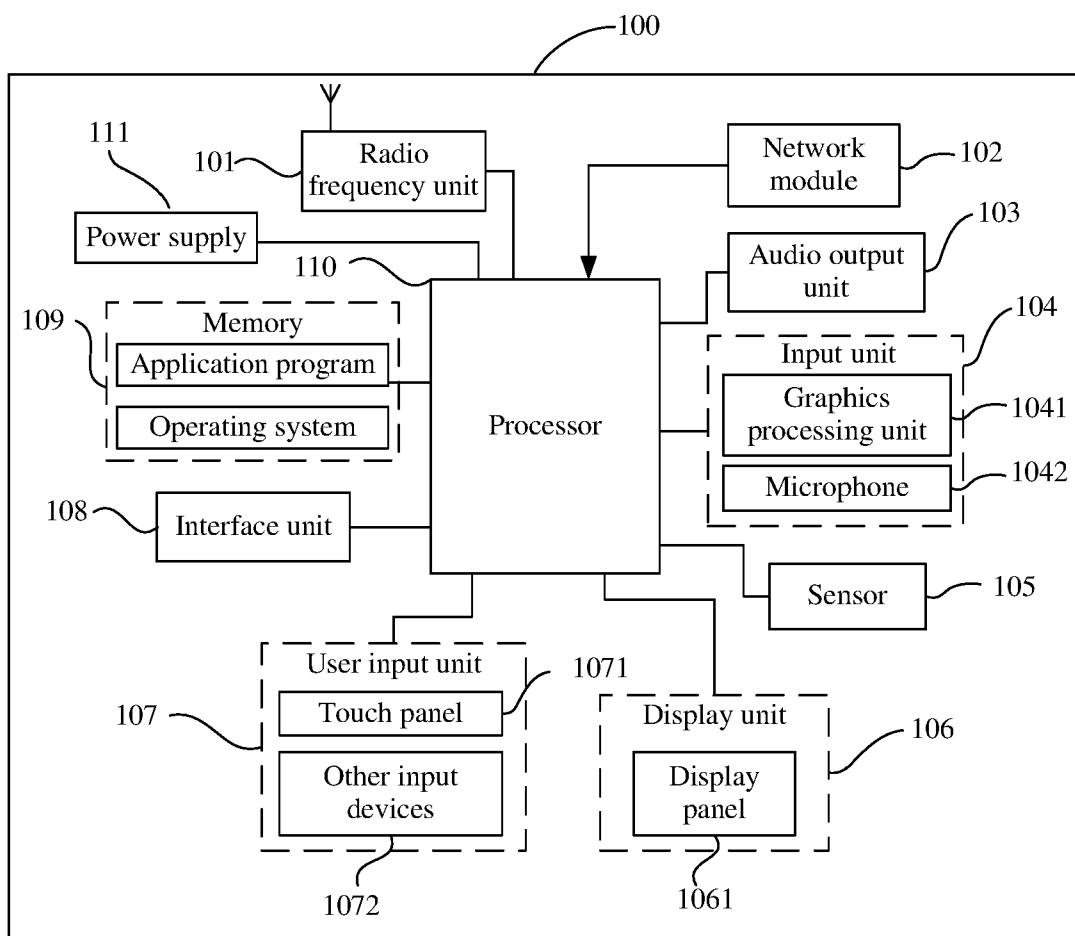 100
111
101
Radio
frequency unit
Network
module
102
Power supply
103
Audio output
unit
110
109
Memory
Application program
Operating system
Processor
104
Input unit
Graphics
processing unit
1041
Microphone
1042
108
Interface unit
Sensor
105
User input unit
1071
Touch panel
107
Other input
devices
1072
Display unit
106
Display
panel
1061